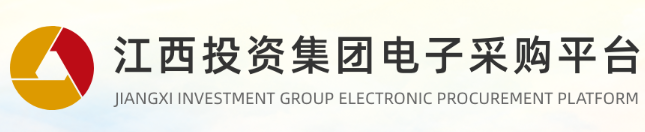 江西投资集团电子采购平台
JIANGXI INVESTMENT GROUP ELECTRONIC PROCUREMENT PLATFORM